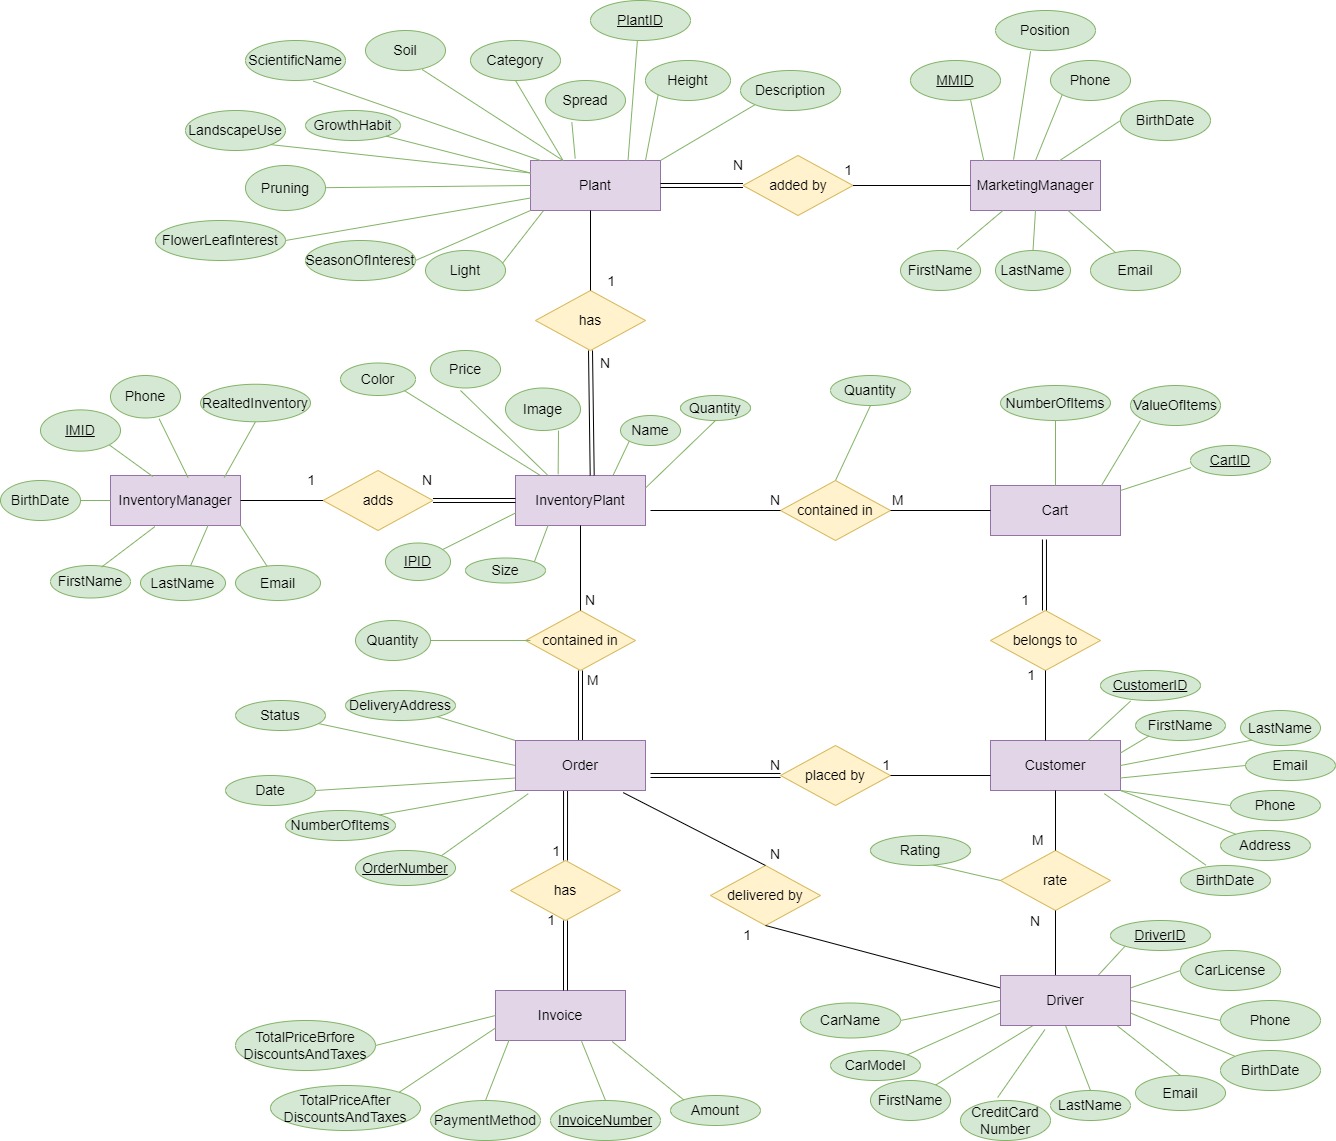 PlantID
Position
Soil
ScientificName
Category
Height
Phone
MMID
Description
Spread
BirthDate
GrowthHabit
LandscapeUse
N
1
Plant
added by
MarketingManager
Pruning
FlowerLeafInterest
SeasonOfInterest
Light
FirstName
LastName
Email
1
has
N
Price
Color
Quantity
Phone
RealtedInventory
Image
Quantity
NumberOfItems
ValueOfItems
IMID
Name
CartID
1
N
BirthDate
InventoryManager
adds
InventoryPlant
N
contained in
M
Cart
IPID
Size
FirstName
LastName
Email
N
1
Quantity
contained in
belongs to
M
1
CustomerID
DeliveryAddress
Status
FirstName
LastName
Order
N
placed by
1
Customer
Email
Date
Phone
NumberOfItems
M
Address
1
N
Rating
OrderNumber
BirthDate
has
delivered by
rate
1
1
N
DriverID
CarLicense
Driver
Invoice
CarName
Phone
TotalPriceBrfore
DiscountsAndTaxes
CarModel
BirthDate
TotalPriceAfter
DiscountsAndTaxes
PaymentMethod
InvoiceNumber
Amount
FirstName
CreditCard
Number
LastName
Email